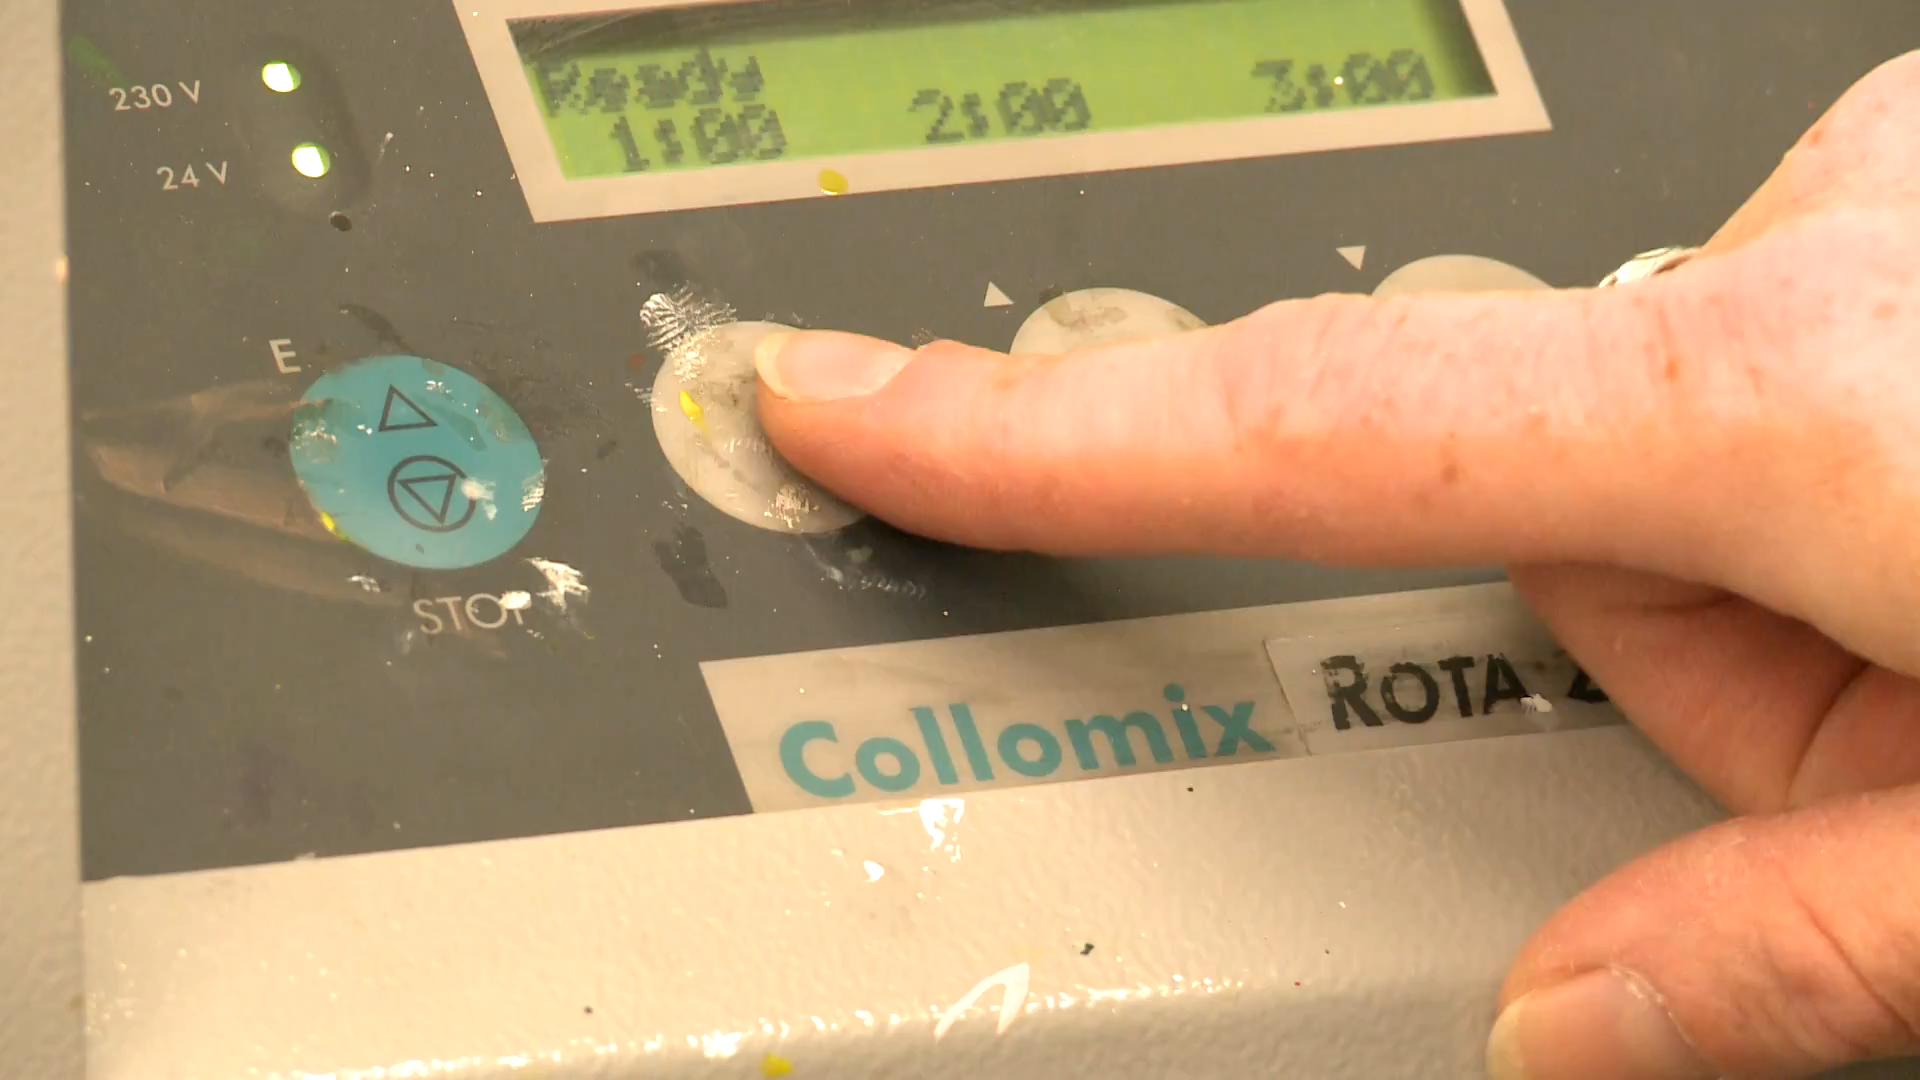 230 V
24 V
Ready
1:00 2:00 3:00
E
STOP
Collomix
ROTA